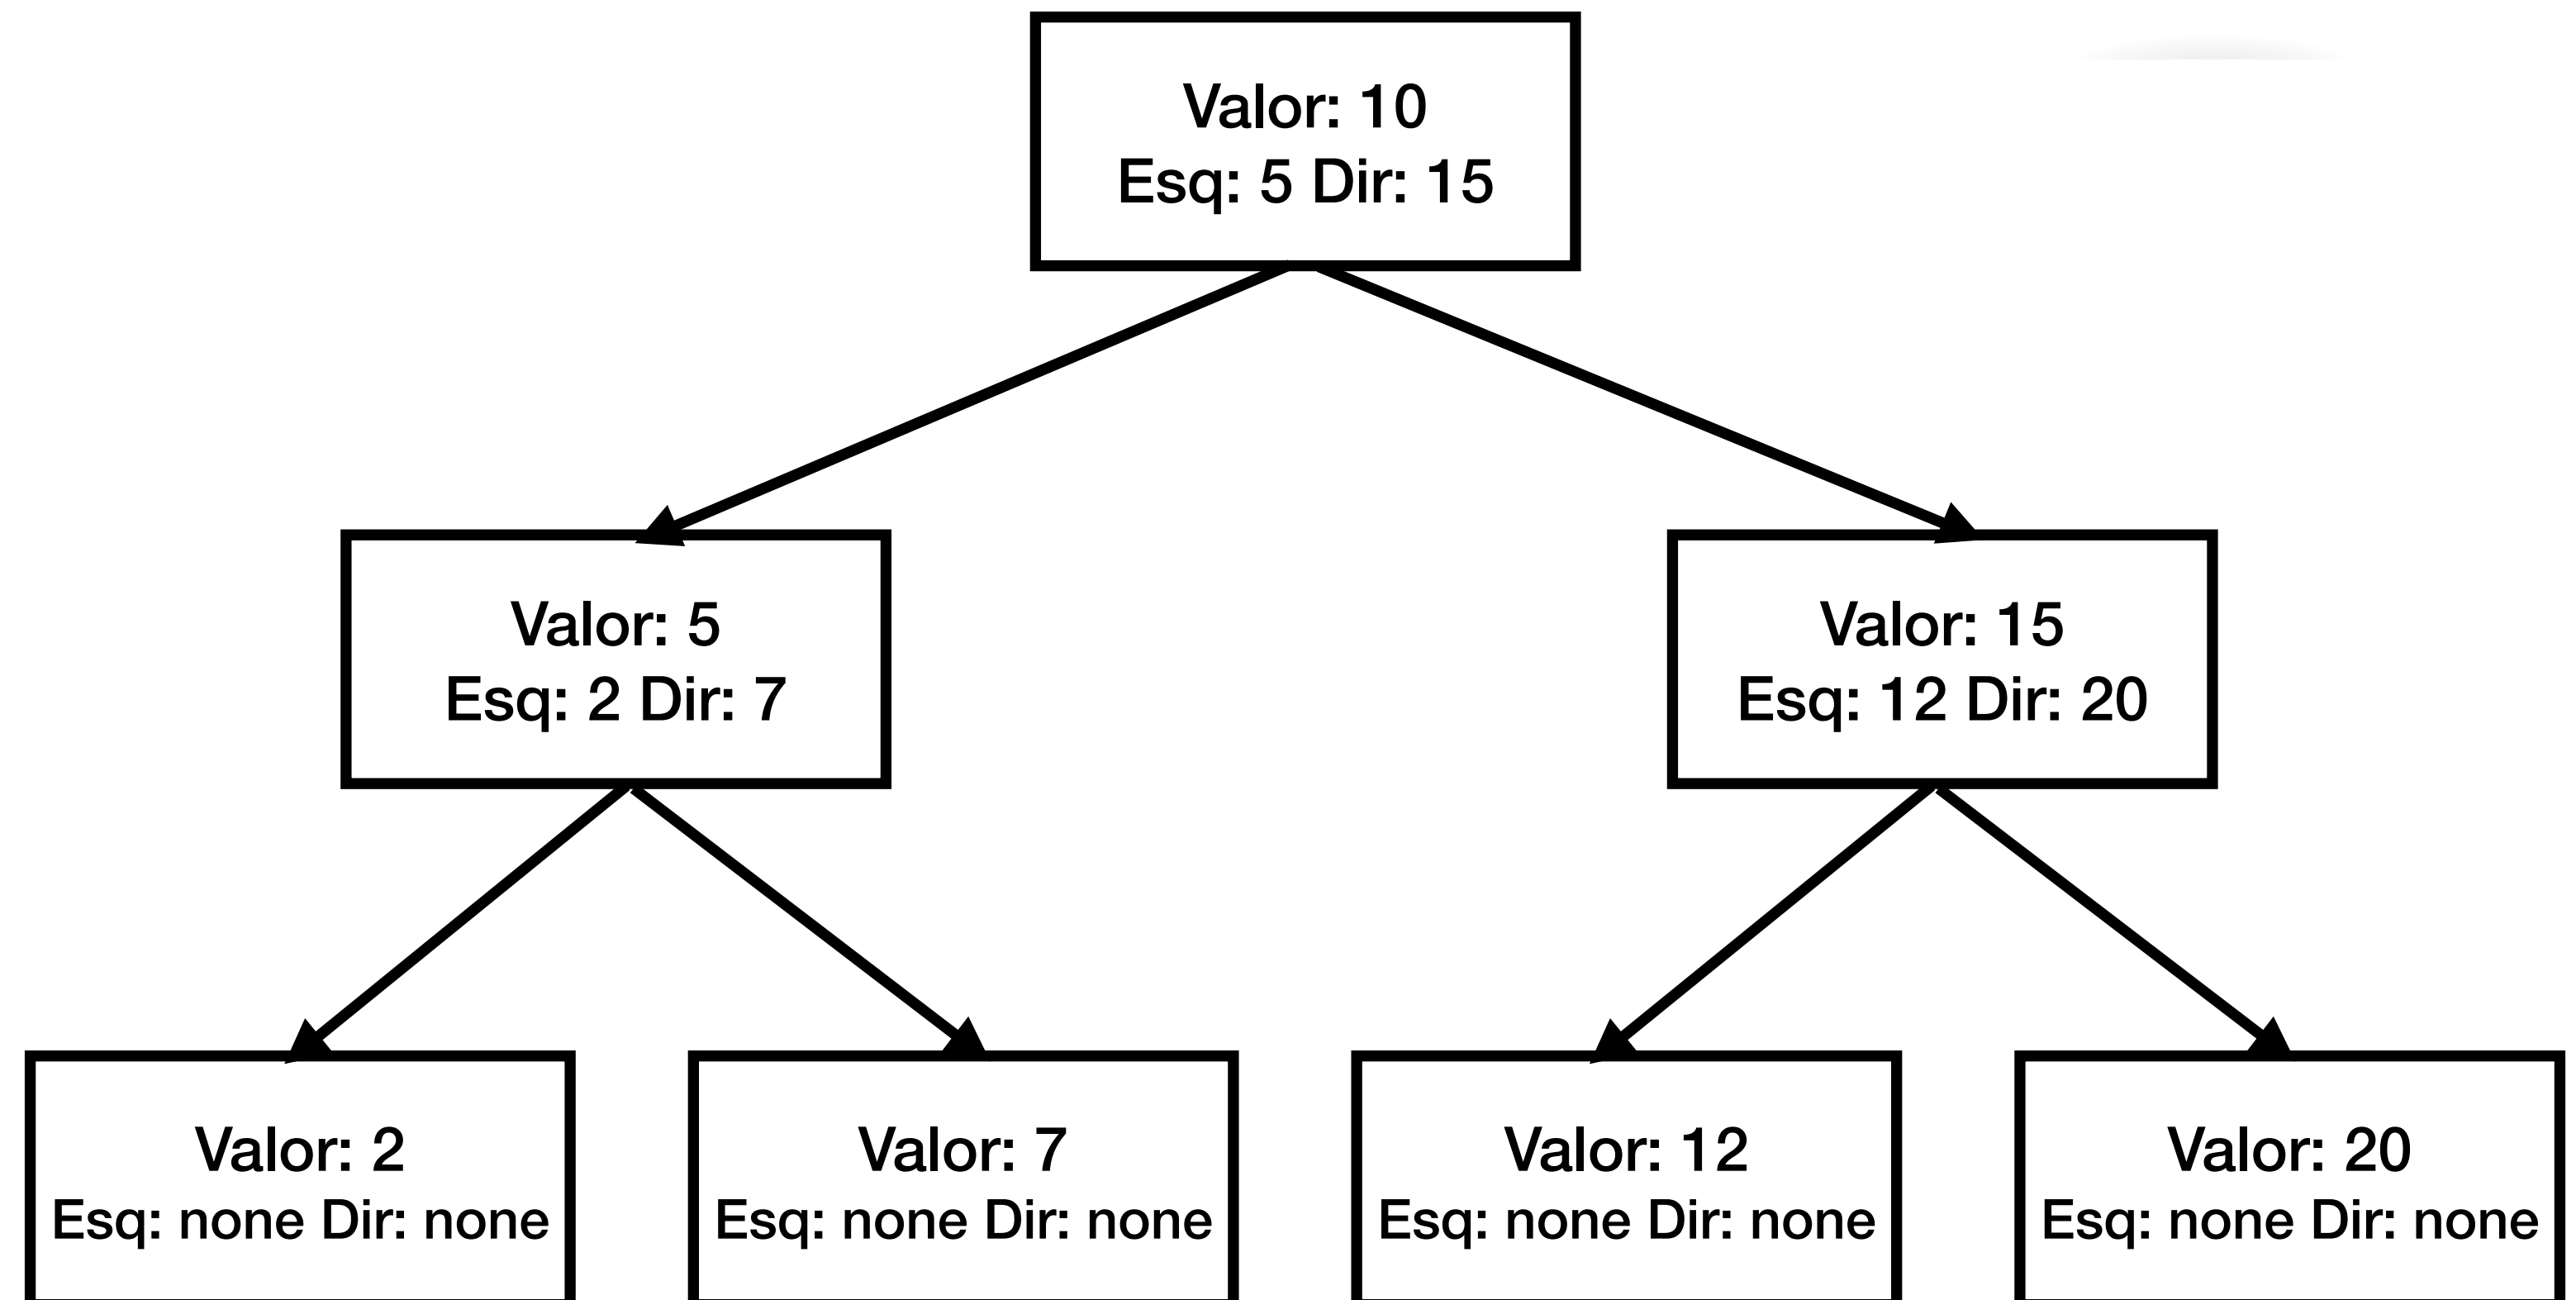 Valor: 10
Esq: 5 Dir: 15
Valor: 5
Esq: 2 Dir: 7
Valor: 15
Esq: 12 Dir: 20
Valor: 2
Esq: none Dir: none
Valor: 7
Esq: none Dir: none
Valor: 12
Esq: none Dir: none
Valor: 20
Esq: none Dir: none